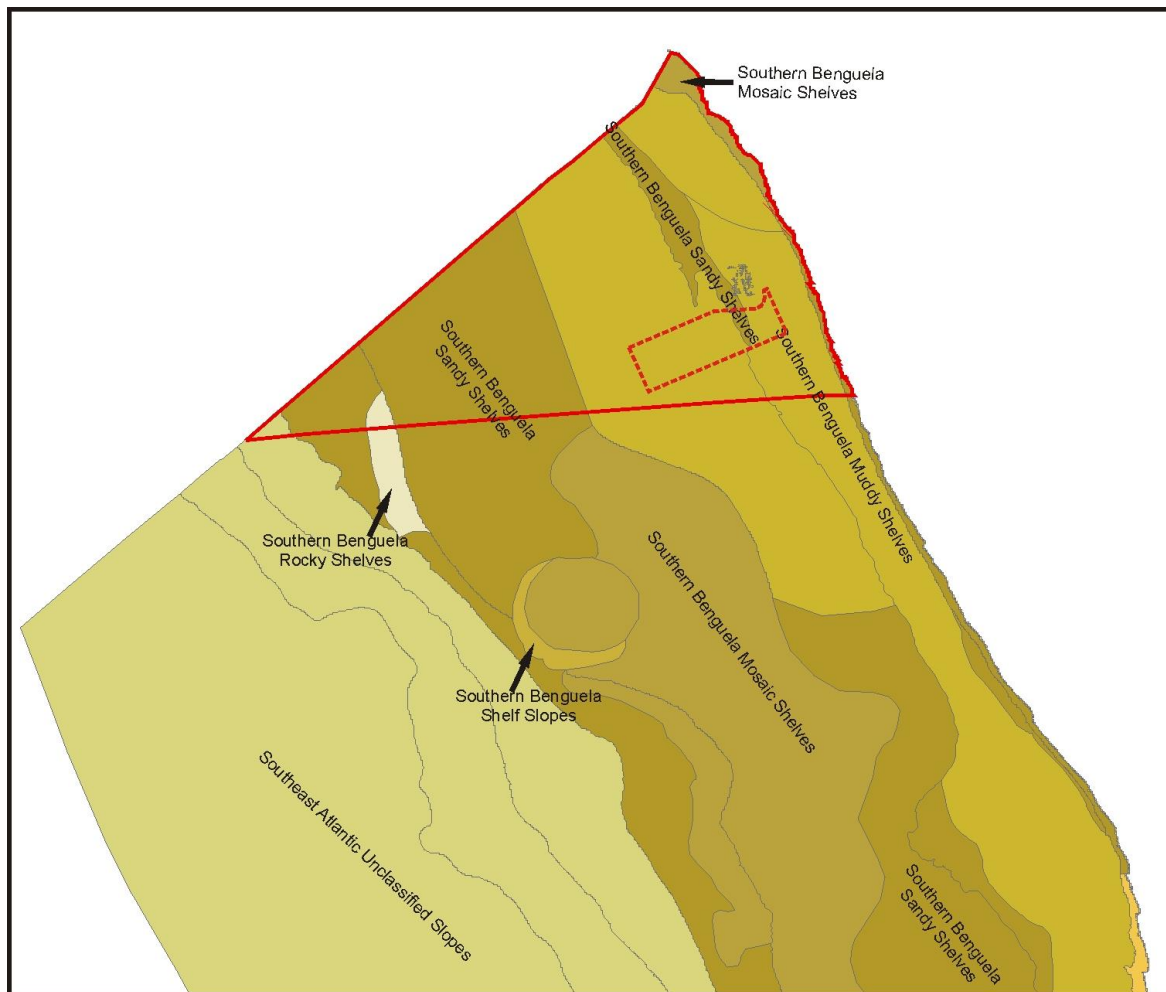 Southern Benguela
Mosaic Shelves
Southern Benguela Sandy Shelves
Southern Benguela
Sandy Shelves
Southern Benguela Muddy Shelves
Southern Benguela
Rocky Shelves
Southern Benguela Mosaic Shelves
Southern Benguela
Shelf Slopes
Southeast Atlantic Unclassified Slopes
Southern Benguela
Sandy Shelves